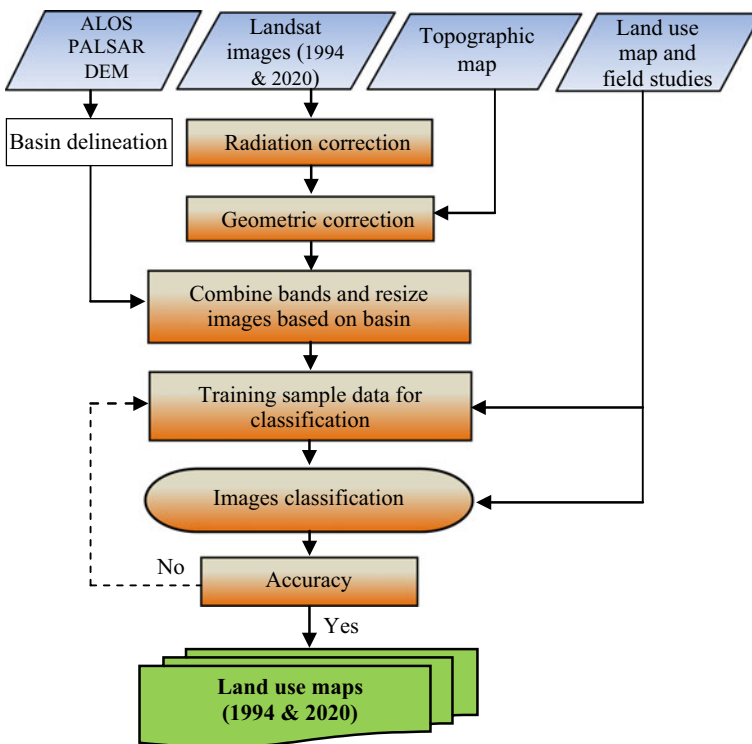 ALOS
PALSAR
DEM
Landsat
images (1994
& 2020)
Topographic
map
Land use
map and
field studies
Basin delineation
Radiation correction
Geometric correction
Combine bands and resize
images based on basin
Training sample data for
classification
Images classification
No
Accuracy
Yes
Land use maps
(1994 & 2020)